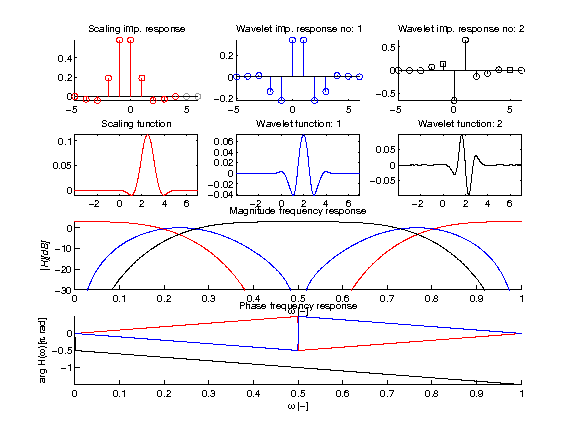 Scaling imp. response
Wavelet imp. response no: 1
Wavelet imp. response no: 2
0.4
0.2
0
−5 0 5
0.2
0
−0.2
−5 0 5
0.5
0
−0.5
−5 0 5
Scaling function
Wavelet function: 1
Wavelet function: 2
0.1
0.05
0
−2 0 2 4 6
0.06
0.04
0.02
0
−0.02
−0.04
−2 0 2 4 6
0.05
0
−0.05
−2 0 2 4 6
Magnitude frequency response
|H|[dB]
0
−10
−20
−30
0 0.1 0.2 0.3 0.4 0.5 0.6 0.7 0.8 0.9 1
ω [−]
Phase frequency response
arg H(ω)[π rad]
0
−0.5
−1
0 0.1 0.2 0.3 0.4 0.5 0.6 0.7 0.8 0.9 1
ω [−]